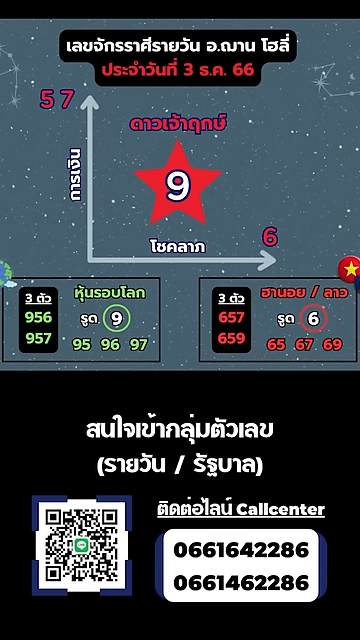 เลขจักรราศีรายวัน อ.ฌาน โฮลี่
ประจำวันที่ 3 ธ.ค. 66
5 7
ดาวเจ้าฤกษ์
การเงิน
9
โชคลาภ
6
3 ตัว
956
957
หุ้นรอบโลก
รูด 9
95 96 97
3 ตัว
657
659
ฮานอย / ลาว
รูด 6
65 67 69
สนใจเข้ากลุ่มตัวเลข
(รายวัน / รัฐบาล)
ติดต่อไลน์ Callcenter
0661642286
0661462286